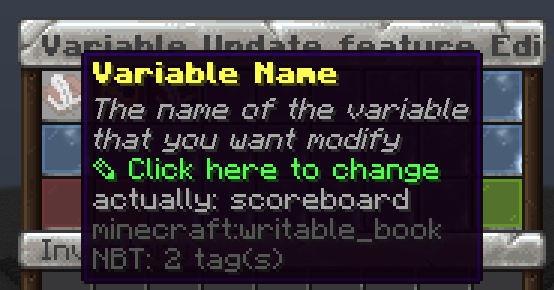 Variable Update feature Edi
Variable Name
The name of the variable
that you want modify
✎ Click here to change
actually: scoreboard
minecraft:writable_book
NBT: 2 tag(s)
Inv